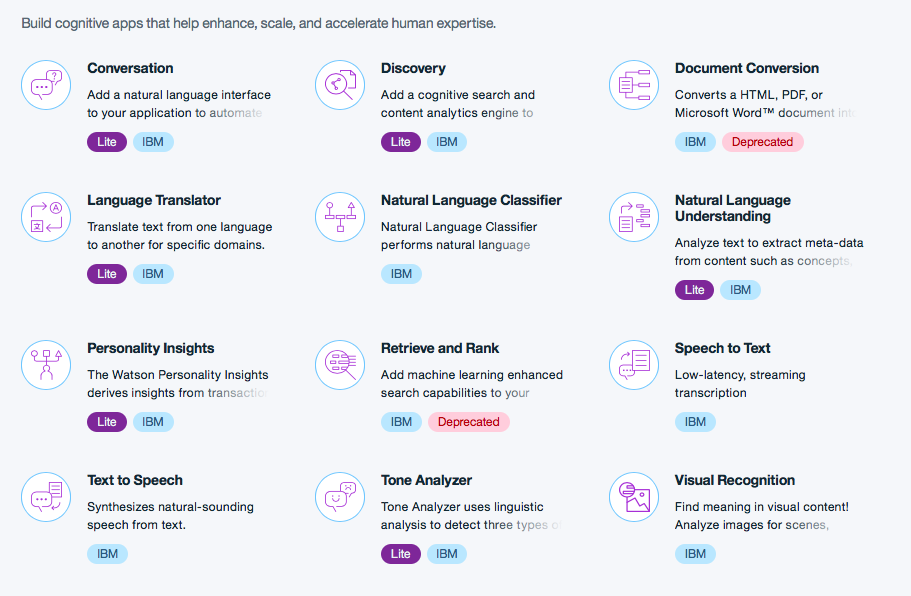 Build cognitive apps that help enhance, scale, and accelerate human expertise.
Conversation
Add a natural language interface
to your application to automate
Lite IBM
Discovery
Add a cognitive search and
content analytics engine to
Lite IBM
Document Conversion
Converts a HTML, PDF, or
Microsoft Word™ document into
IBM Deprecated
Language Translator
Translate text from one language
to another for specific domains.
Lite IBM
Natural Language Classifier
Natural Language Classifier
performs natural language
IBM
Natural Language
Understanding
Analyze text to extract meta-data
from content such as concepts,
Lite IBM
Personality Insights
The Watson Personality Insights
derives insights from transactio
Lite IBM
Retrieve and Rank
Add machine learning enhanced
search capabilities to your
IBM Deprecated
Speech to Text
Low-latency, streaming
transcription
IBM
Text to Speech
Synthesizes natural-sounding
speech from text.
IBM
Tone Analyzer
Tone Analyzer uses linguistic
analysis to detect three types of
Lite IBM
Visual Recognition
Find meaning in visual content!
Analyze images for scenes,
IBM